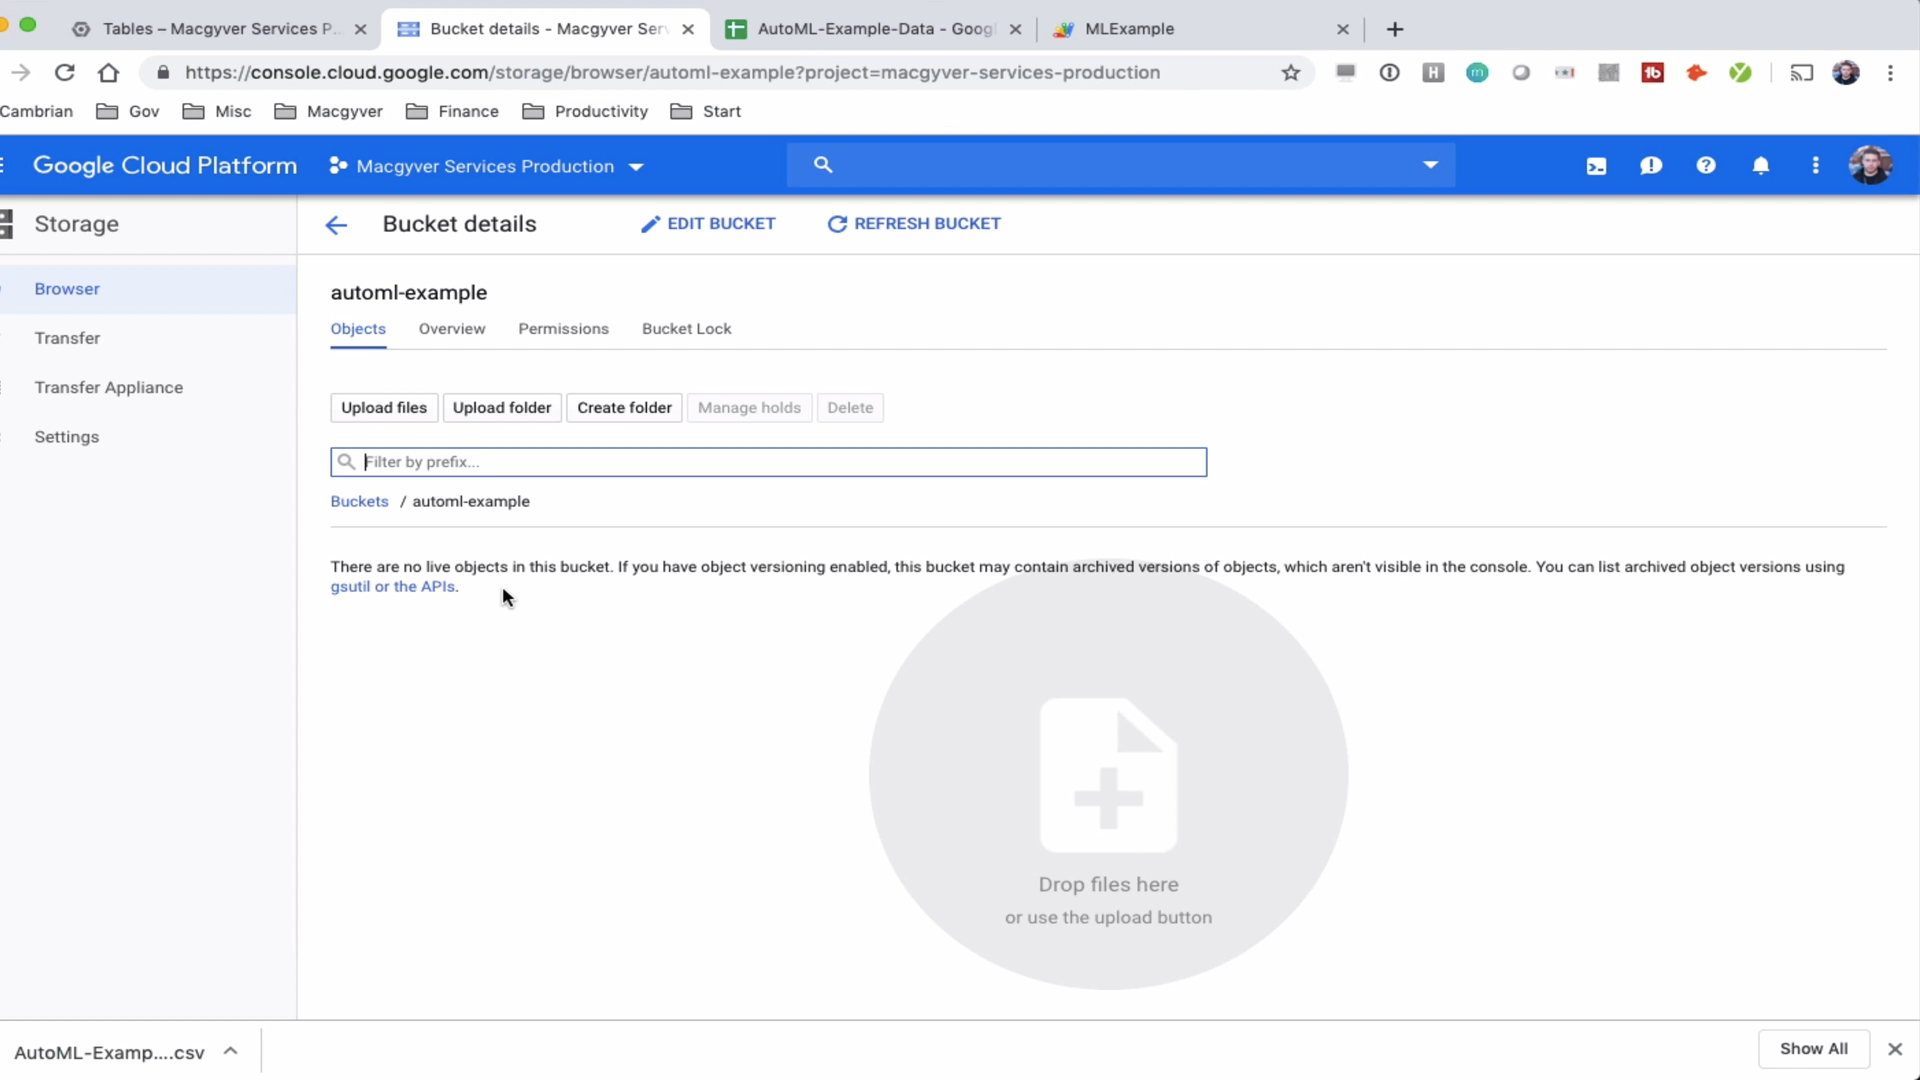 Tables – Macgyver Services P...
Bucket details - Macgyver Serv
AutoML-Example-Data - Googl
MLExample
https://console.cloud.google.com/storage/browser/automl-example?project=macgyver-services-production
Cambrian Gov Misc Macgyver Finance Productivity Start
Google Cloud Platform Macgyver Services Production
Storage
Bucket details EDIT BUCKET REFRESH BUCKET
Browser
Transfer
Transfer Appliance
Settings
automl-example
Objects Overview Permissions Bucket Lock
Upload files Upload folder Create folder Manage holds Delete
Filter by prefix...
Buckets / automl-example
There are no live objects in this bucket. If you have object versioning enabled, this bucket may contain archived versions of objects, which aren't visible in the console. You can list archived object versions using
gsutil or the APIs.
Drop files here
or use the upload button
AutoML-Examp....csv
Show All